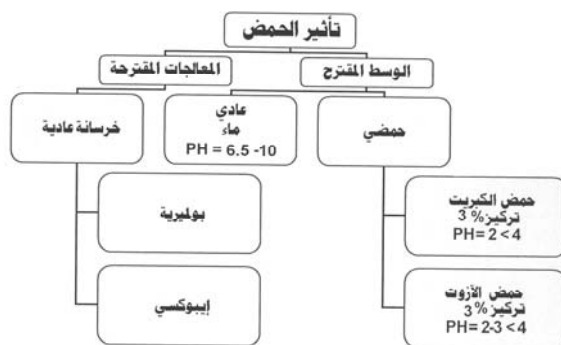 تأثير الحمض
الوسط المقترح
المعالجات المقترحة
حمضي
عادي
ماء
PH = 6.5 -10
خرسانة عادية
حمض الكبريت
تركيز 3%
PH= 2 < 4
بوليمرية
حمض الأزوت
تركيز 3%
PH= 2-3 < 4
إيبوكسي